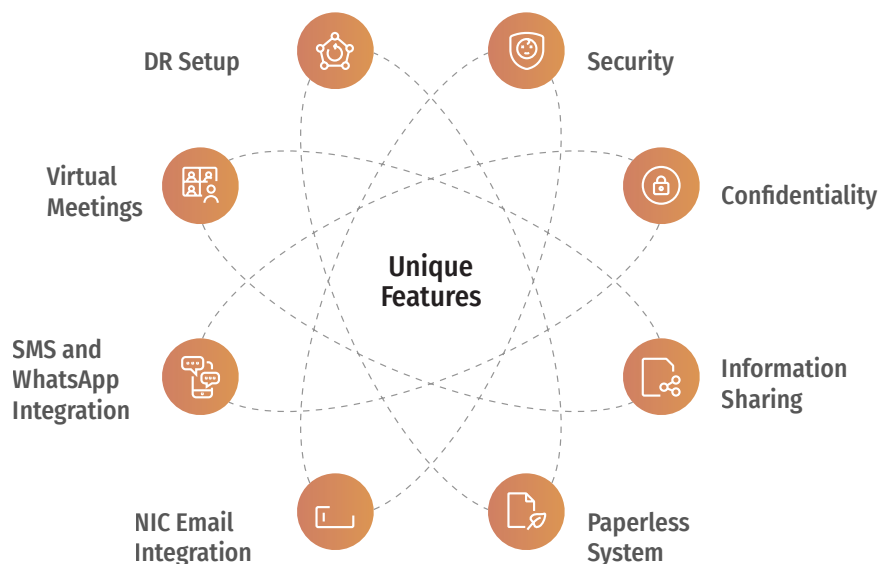 DR Setup
Security
Virtual
Meetings
Confidentiality
Unique
Features
SMS and
WhatsApp
Integration
Information
Sharing
NIC Email
Integration
Paperless
System